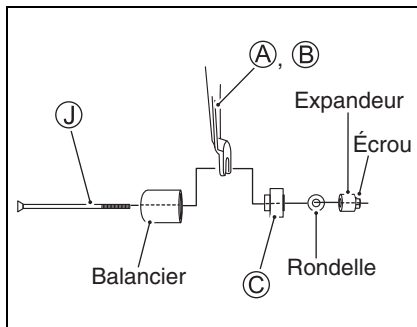 Ⓐ, Ⓑ
Expandeur
Écrou
Ⓙ
Balancier
Ⓒ
Rondelle